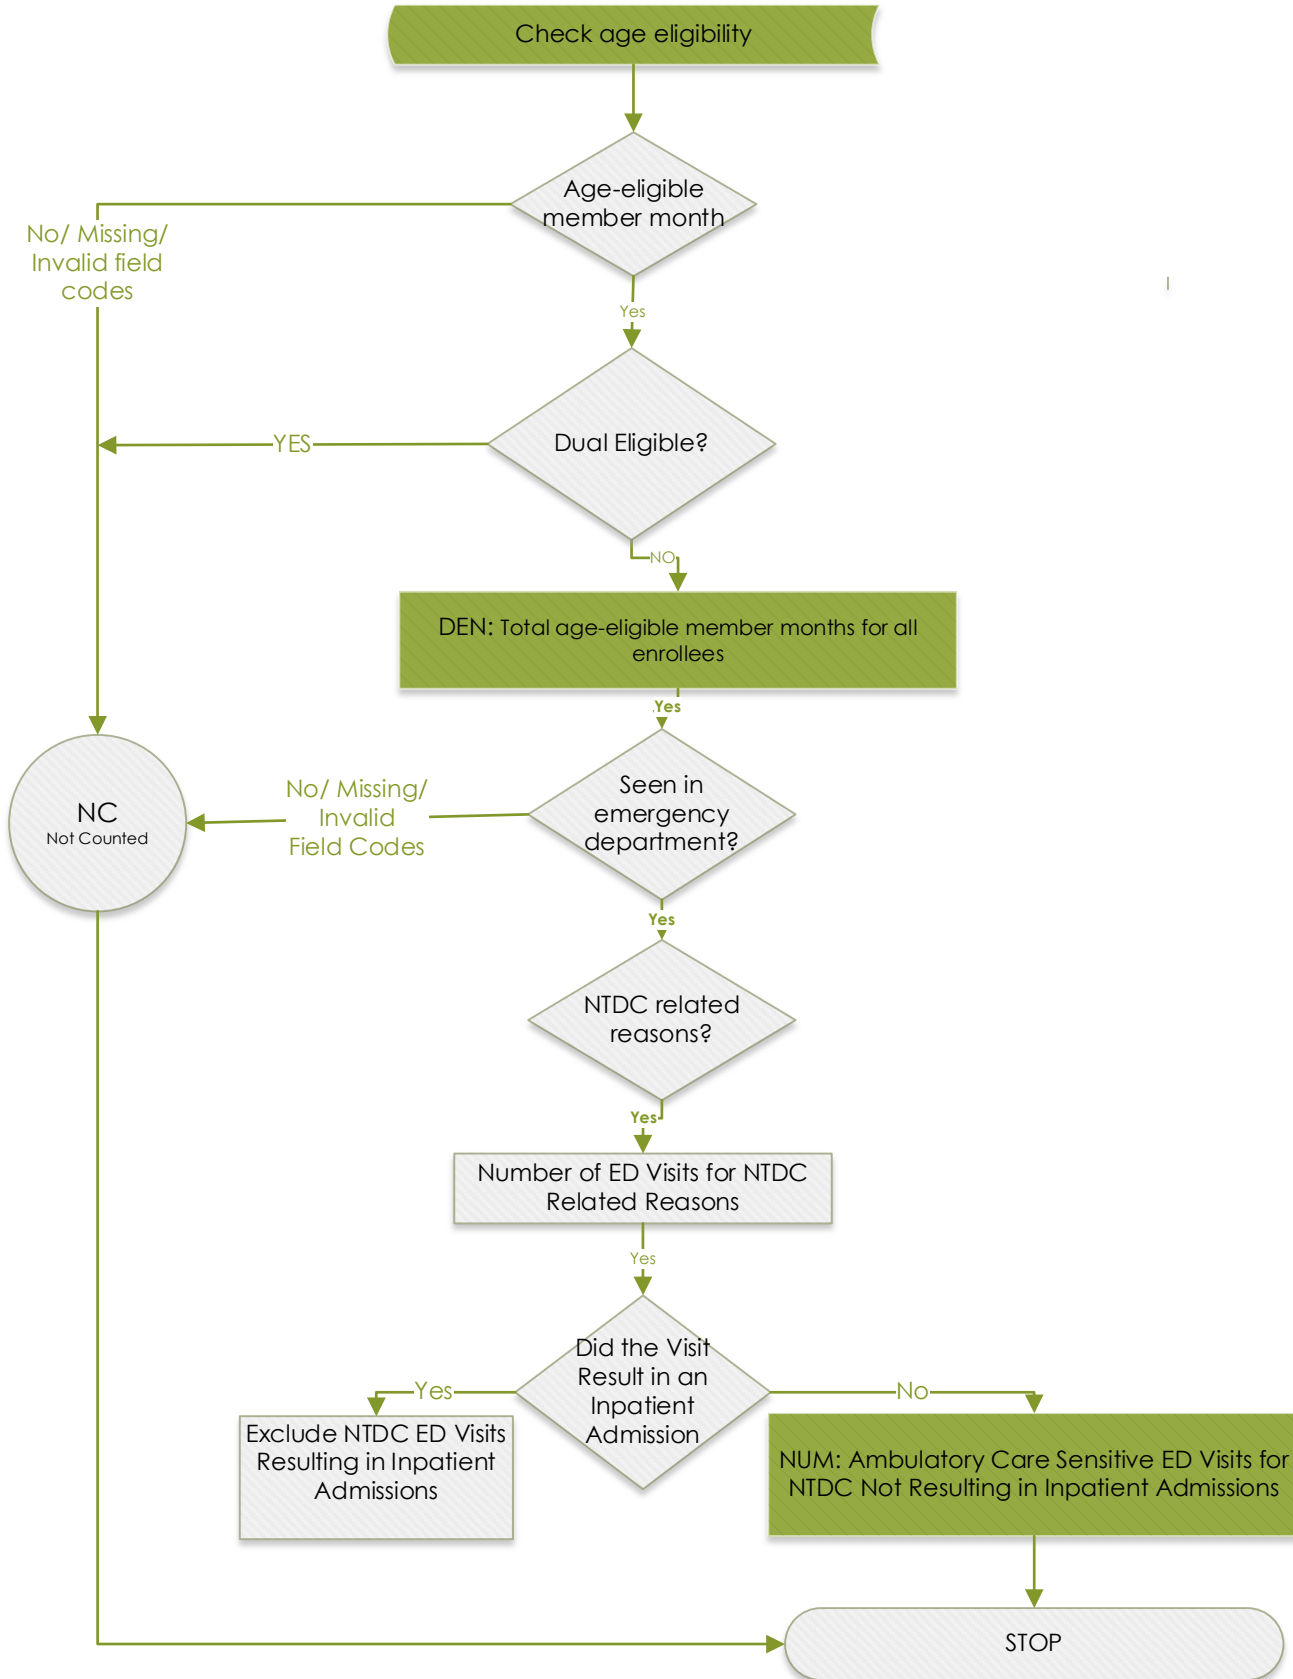 Check age eligibility
Age-eligible
member month
No/ Missing/
Invalid field
codes
Yes
Dual Eligible?
YES
NO
DEN: Total age-eligible member months for all
enrollees
Yes
Seen in
emergency
department?
No/ Missing/
Invalid
Field Codes
NC
Not Counted
Yes
NTDC related
reasons?
Yes
Number of ED Visits for NTDC
Related Reasons
Yes
Did the Visit
Result in an
Inpatient
Admission
Yes
No
Exclude NTDC ED Visits
Resulting in Inpatient
Admissions
NUM: Ambulatory Care Sensitive ED Visits for
NTDC Not Resulting in Inpatient Admissions
STOP